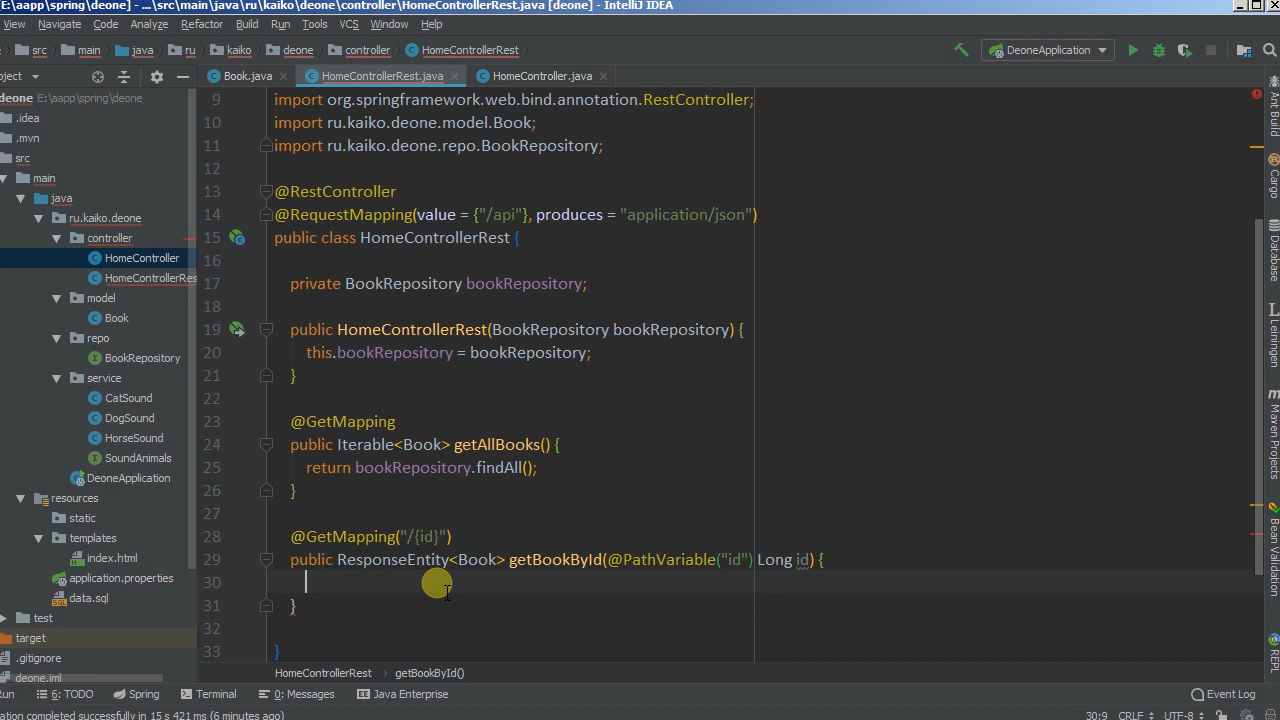 E:\aapp\spring\deone] - ...\src\main\java\ru\kaiko\deone\controller\HomeControllerRest.java [deone] - IntelliJ IDEA
View Navigate Code Analyze Refactor Build Run Tools VCS Window Help
src main java ru kaiko deone controller HomeControllerRest DeoneApplication
oject Book.java HomeControllerRest.java HomeController.java
deone E:\aapp\spring\deone
.idea
.mvn
src
main
java
ru.kaiko.deone
controller
HomeController
HomeControllerRes
model
Book
repo
BookRepository
service
CatSound
DogSound
HorseSound
SoundAnimals
DeoneApplication
resources
static
templates
index.html
application.properties
data.sql
test
target
.gitignore
deone.iml
9 import org.springframework.web.bind.annotation.RestController;
10 import ru.kaiko.deone.model.Book;
11 import ru.kaiko.deone.repo.BookRepository;
12
13 @RestController
14 @RequestMapping(value = {"/api"}, produces = "application/json")
15 public class HomeControllerRest {
16
17 private BookRepository bookRepository;
18
19 public HomeControllerRest(BookRepository bookRepository) {
20 this.bookRepository = bookRepository;
21 }
22
23 @GetMapping
24 public Iterable<Book> getAllBooks() {
25 return bookRepository.findAll();
26 }
27
28 @GetMapping("/{id}")
29 public ResponseEntity<Book> getBookById(@PathVariable("id") Long id) {
30
31 }
32
33 }
Ant Build
Cargo
Database
Leiningen
Maven Projects
Bean Validation
REPL
HomeControllerRest getBookById()
Run 6: TODO Spring Terminal 0: Messages Java Enterprise Event Log
ation completed successfully in 15 s 421 ms (6 minutes ago) 30:9 CRLF UTF-8